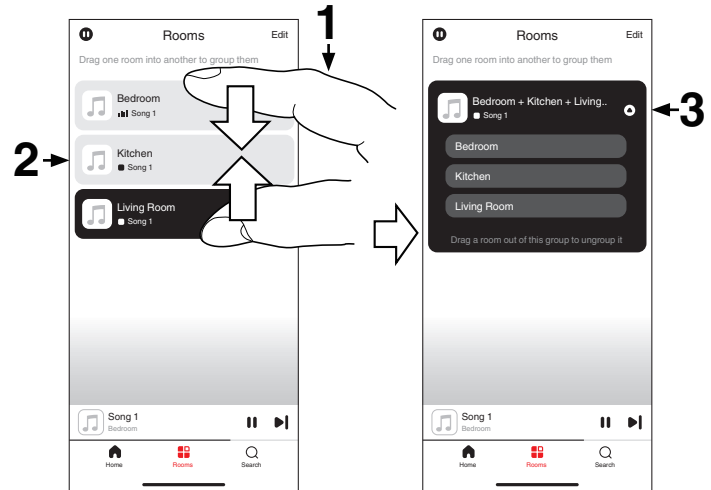 1
Rooms
Edit
Drag one room into another to group them
Bedroom
Song 1
2
Kitchen
Song 1
Living Room
Song 1
Song 1
Bedroom
Home
Rooms
Search
Rooms
Edit
Drag one room into another to group them
3
Bedroom + Kitchen + Living..
Song 1
Bedroom
Kitchen
Living Room
Drag a room out of this group to ungroup it
Song 1
Bedroom
Home
Rooms
Search